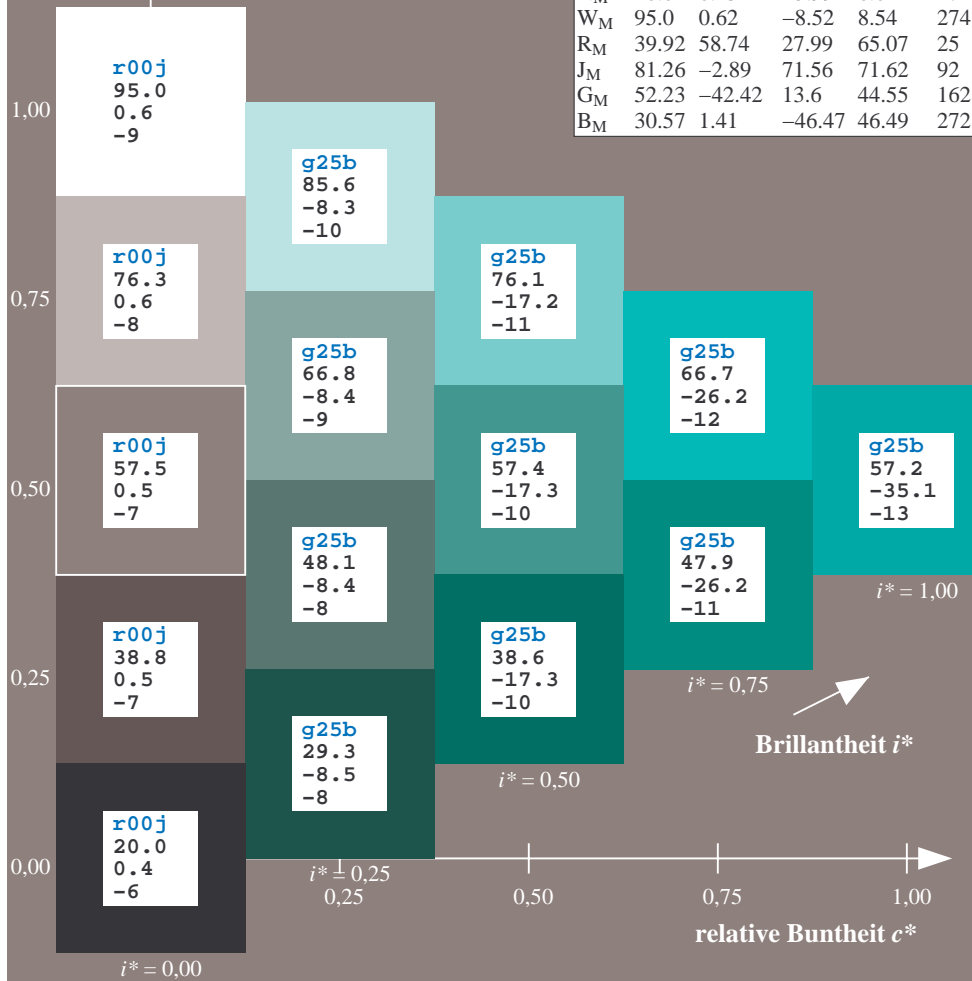 W_M 95.0 0.62 −8.52 8.54 274
R_M 39.92 58.74 27.99 65.07 25
J_M 81.26 −2.89 71.56 71.62 92
G_M 52.23 −42.42 13.6 44.55 162
B_M 30.57 1.41 −46.47 46.49 272
1,00
r00j
95.0
0.6
−9
g25b
85.6
−8.3
−10
0,75
r00j
76.3
0.6
−8
g25b
76.1
−17.2
−11
g25b
66.8
−8.4
−9
g25b
66.7
−26.2
−12
0,50
r00j
57.5
0.5
−7
g25b
57.4
−17.3
−10
g25b
57.2
−35.1
−13
i* = 1,00
g25b
48.1
−8.4
−8
g25b
47.9
−26.2
−11
i* = 0,75
0,25
r00j
38.8
0.5
−7
g25b
38.6
−17.3
−10
i* = 0,50
Brillantheit i*
g25b
29.3
−8.5
−8
i* = 0,25
0,00
r00j
20.0
0.4
−6
i* = 0,00
0,25 0,50 0,75 1,00
relative Buntheit c*